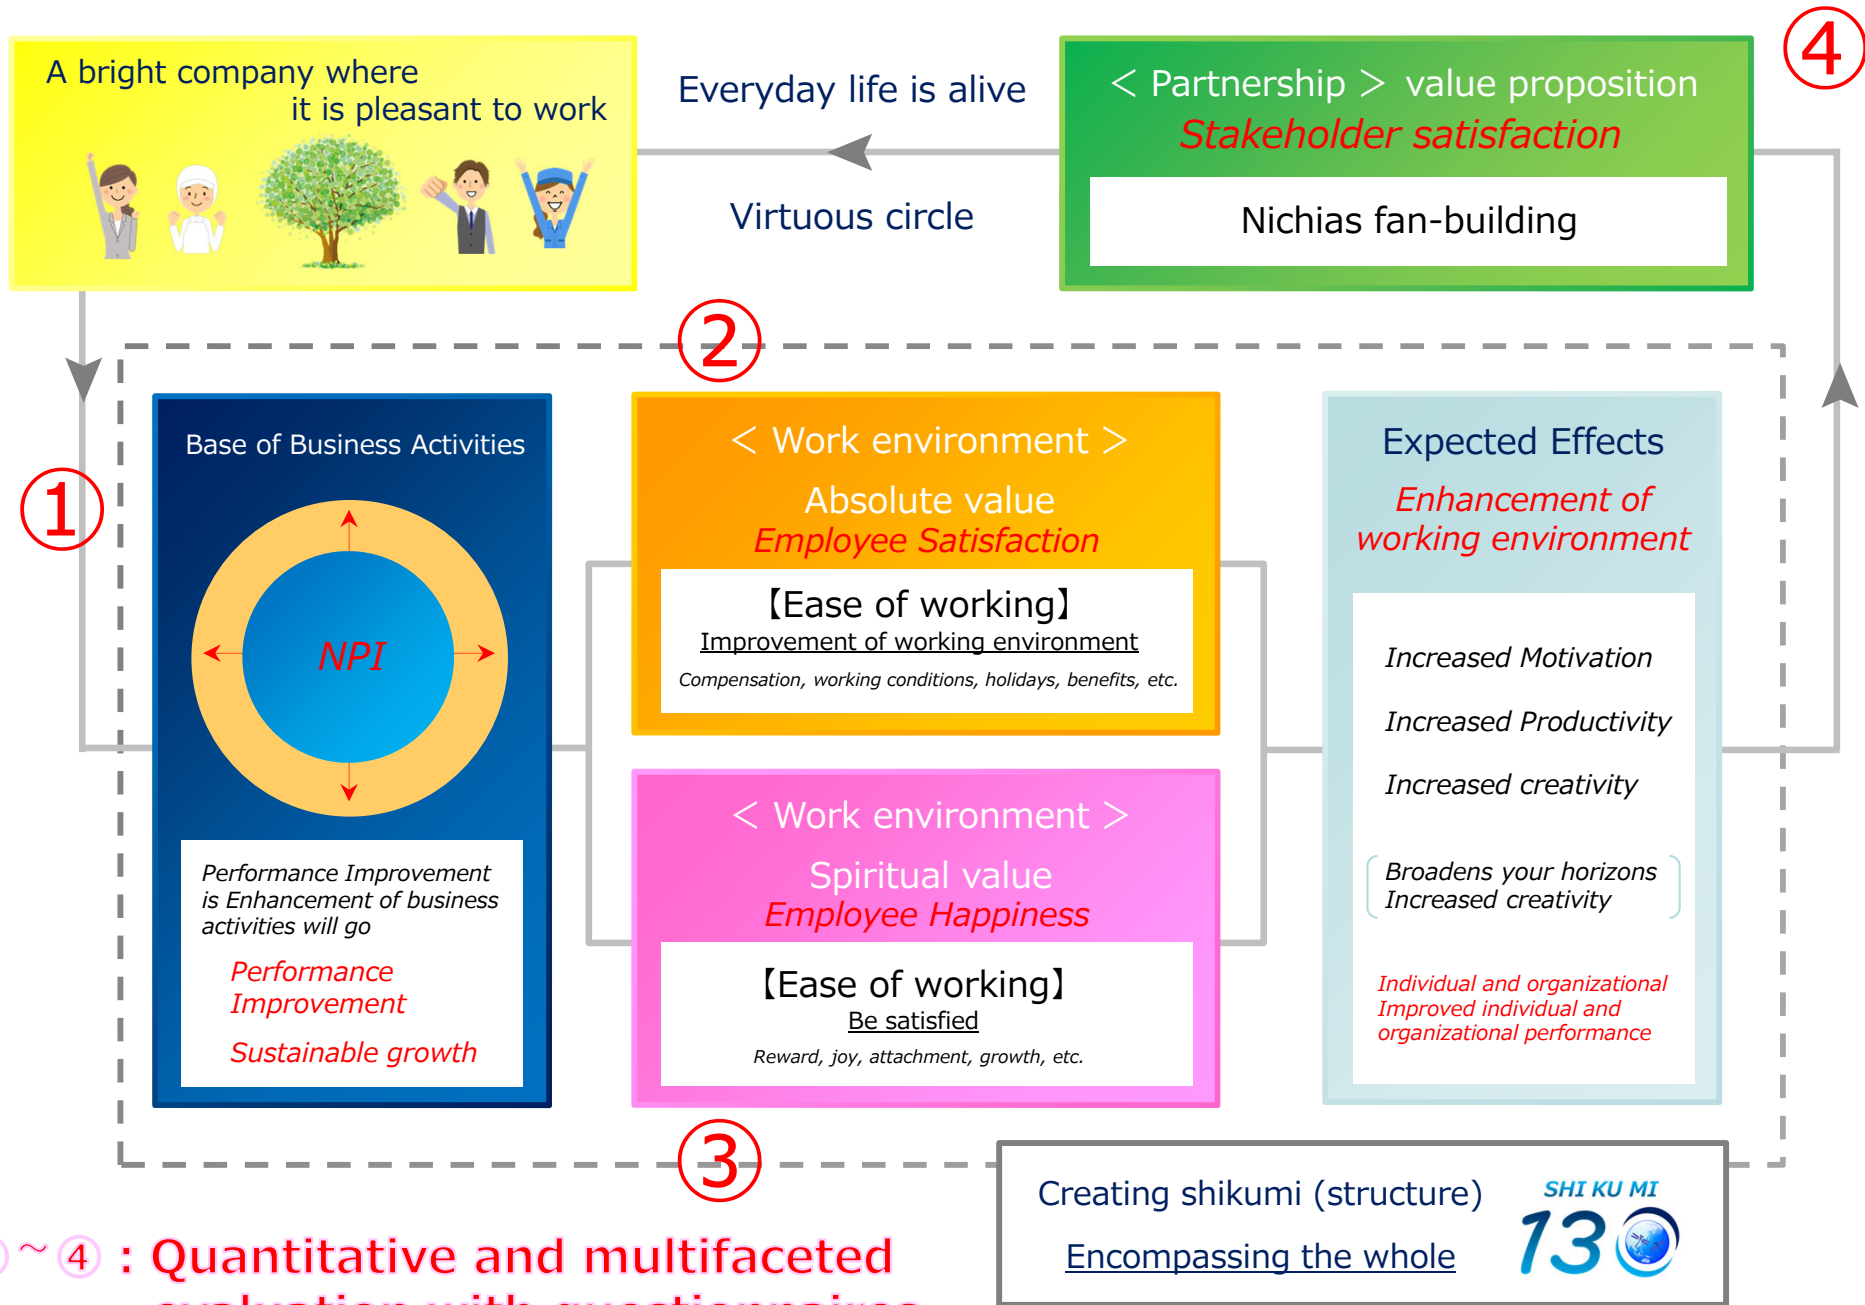 A bright company where
it is pleasant to work
Everyday life is alive
Virtuous circle
④
＜ Partnership ＞ value proposition
Stakeholder satisfaction
Nichias fan-building
①
②
Base of Business Activities
NPI
Performance Improvement
is Enhancement of business
activities will go
Performance
Improvement
Sustainable growth
＜ Work environment ＞
Absolute value
Employee Satisfaction
【Ease of working】
Improvement of working environment
Compensation, working conditions, holidays, benefits, etc.
＜ Work environment ＞
Spiritual value
Employee Happiness
【Ease of working】
Be satisfied
Reward, joy, attachment, growth, etc.
③
Expected Effects
Enhancement of
working environment
Increased Motivation
Increased Productivity
Increased creativity
Broadens your horizons
Increased creativity
Individual and organizational
Improved individual and
organizational performance
Creating shikumi (structure)
Encompassing the whole
SHI KU MI
130
～④：Quantitative and multifaceted
evaluation with questionnaires